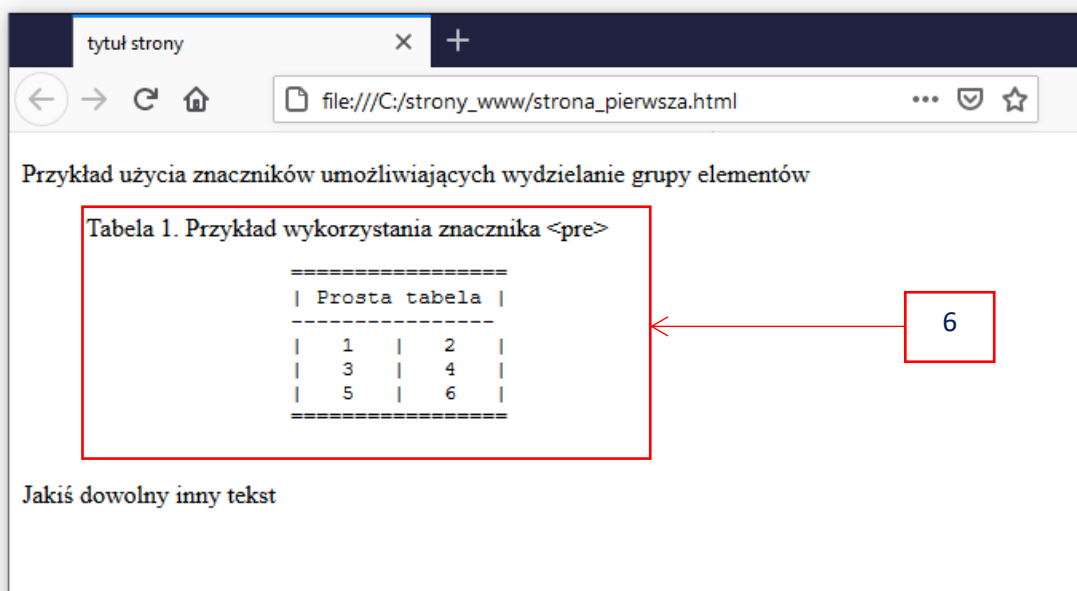 tytuł strony
file:///C:/strony_www/strona_pierwsza.html
Przykład użycia znaczników umożliwiających wydzielanie grupy elementów
Tabela 1. Przykład wykorzystania znacznika <pre>
=================
| Prosta tabela |
----------------
|   1   |   2   |
|   3   |   4   |
|   5   |   6   |
=================
6
Jakiś dowolny inny tekst